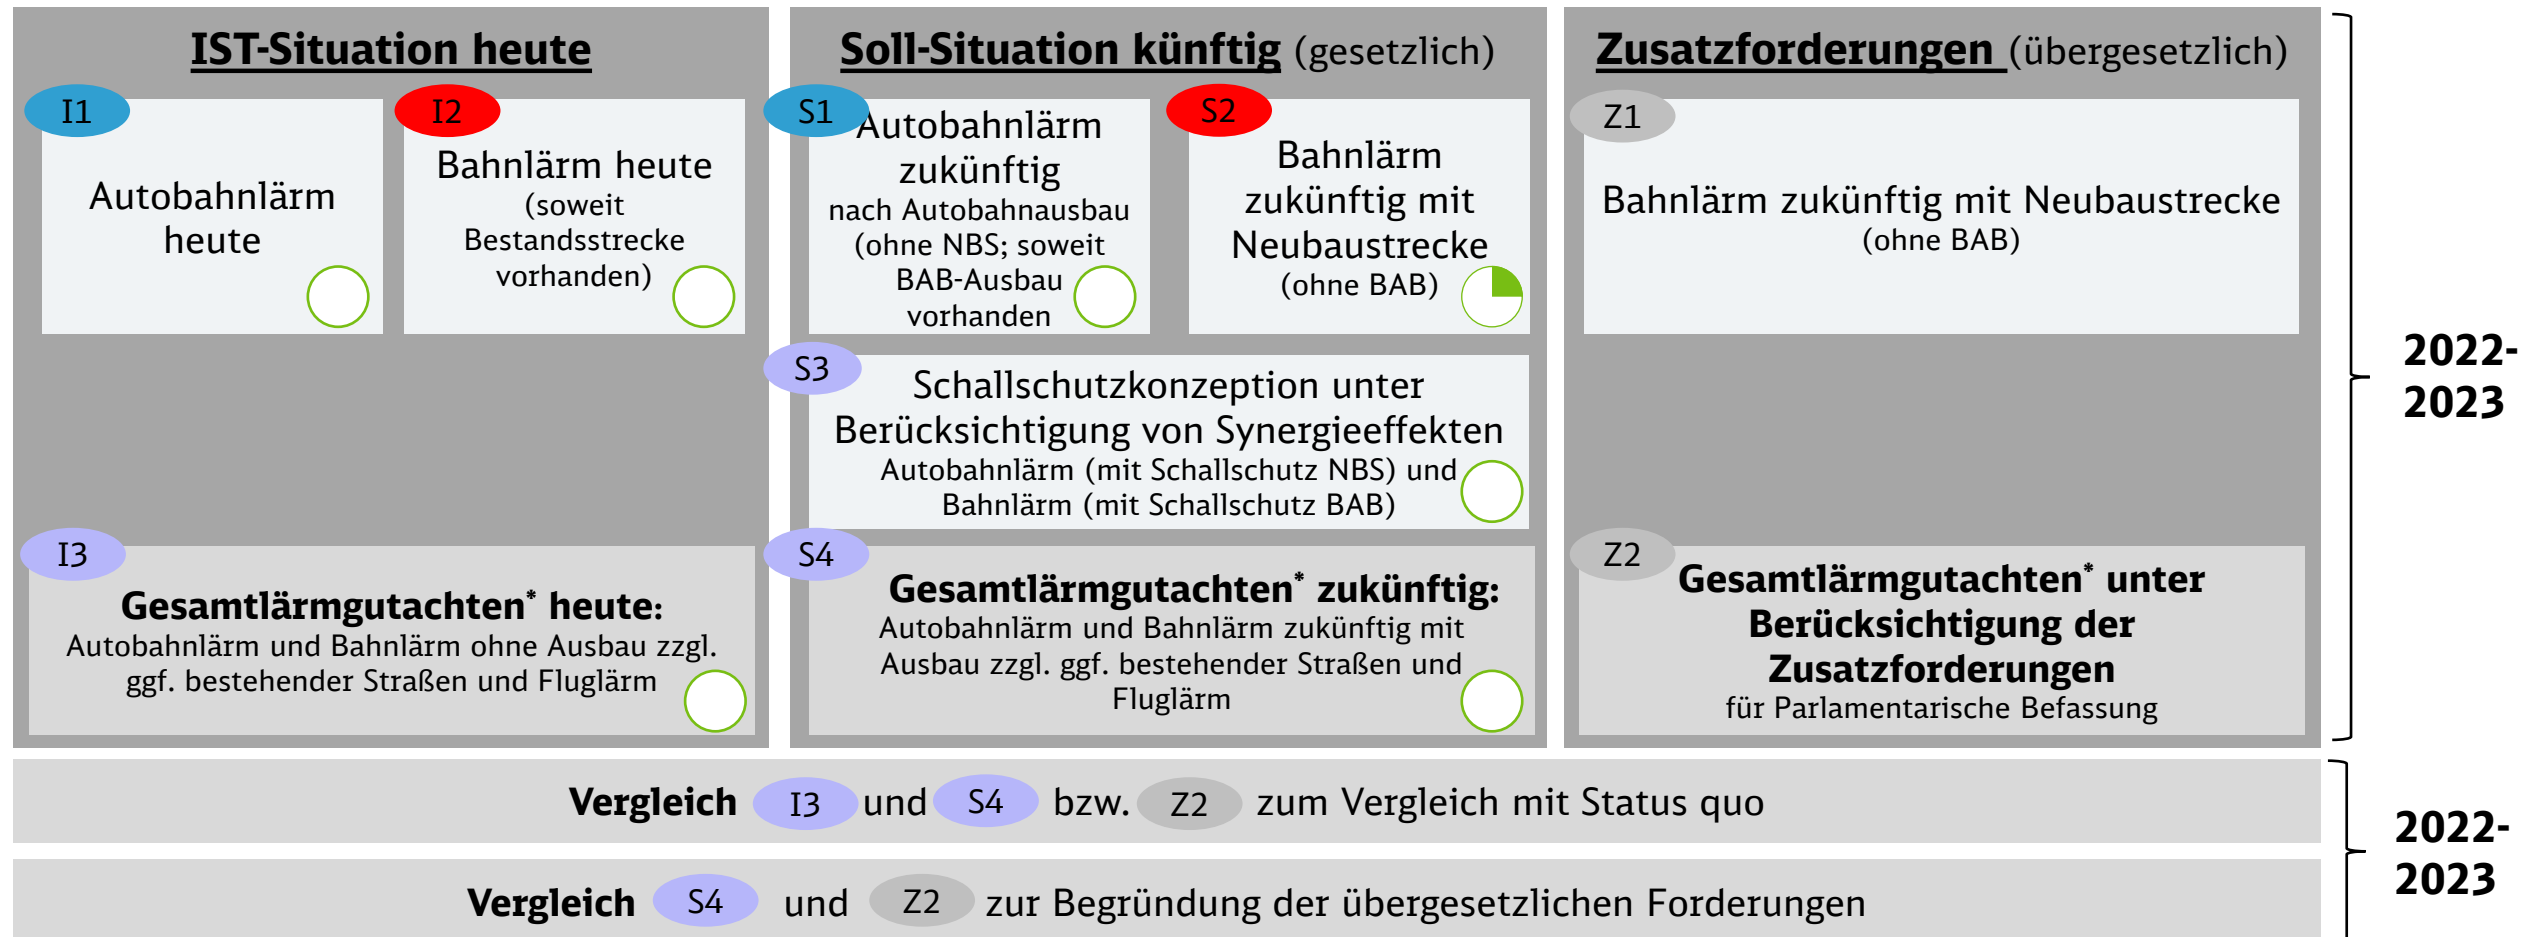 IST-Situation heute
I1
Autobahnlärm
heute
I2
Bahnlärm heute
(soweit
Bestandsstrecke
vorhanden)
I3
Gesamtlärmgutachten* heute:
Autobahnlärm und Bahnlärm ohne Ausbau zzgl.
ggf. bestehender Straßen und Fluglärm
Soll-Situation künftig (gesetzlich)
S1
Autobahnlärm
zukünftig
nach Autobahnausbau
(ohne NBS; soweit
BAB-Ausbau
vorhanden
S2
Bahnlärm
zukünftig mit
Neubaustrecke
(ohne BAB)
S3
Schallschutzkonzeption unter
Berücksichtigung von Synergieeffekten
Autobahnlärm (mit Schallschutz NBS) und
Bahnlärm (mit Schallschutz BAB)
S4
Gesamtlärmgutachten* zukünftig:
Autobahnlärm und Bahnlärm zukünftig mit
Ausbau zzgl. ggf. bestehender Straßen und
Fluglärm
Zusatzforderungen (übergesetzlich)
Z1
Bahnlärm zukünftig mit Neubaustrecke
(ohne BAB)
Z2
Gesamtlärmgutachten* unter
Berücksichtigung der
Zusatzforderungen
für Parlamentarische Befassung
2022-
2023
Vergleich I3 und S4 bzw. Z2 zum Vergleich mit Status quo
Vergleich S4 und Z2 zur Begründung der übergesetzlichen Forderungen
2022-
2023